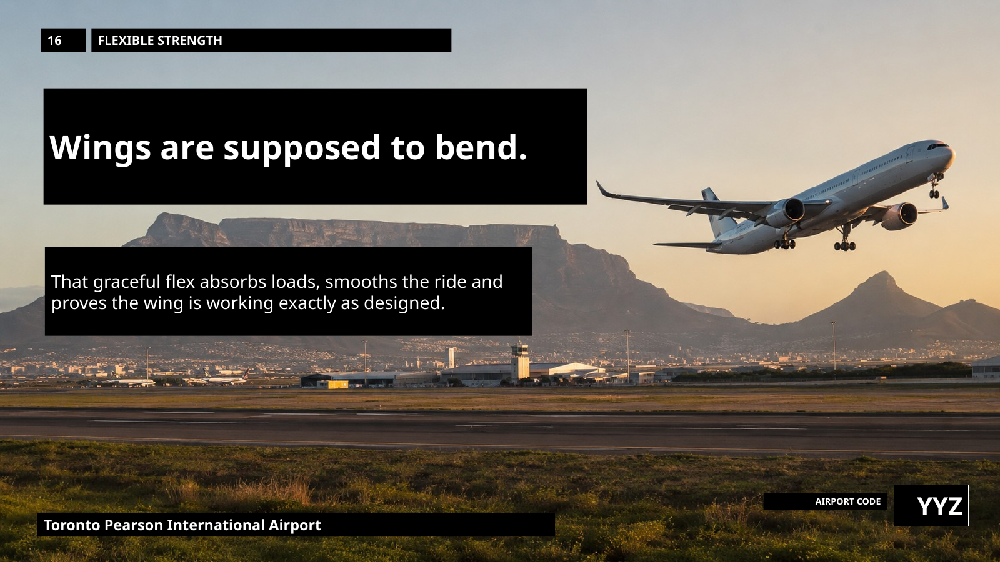 16
FLEXIBLE STRENGTH
Wings are supposed to bend.
That graceful flex absorbs loads, smooths the ride and
proves the wing is working exactly as designed.
AIRPORT CODE
YYZ
Toronto Pearson International Airport